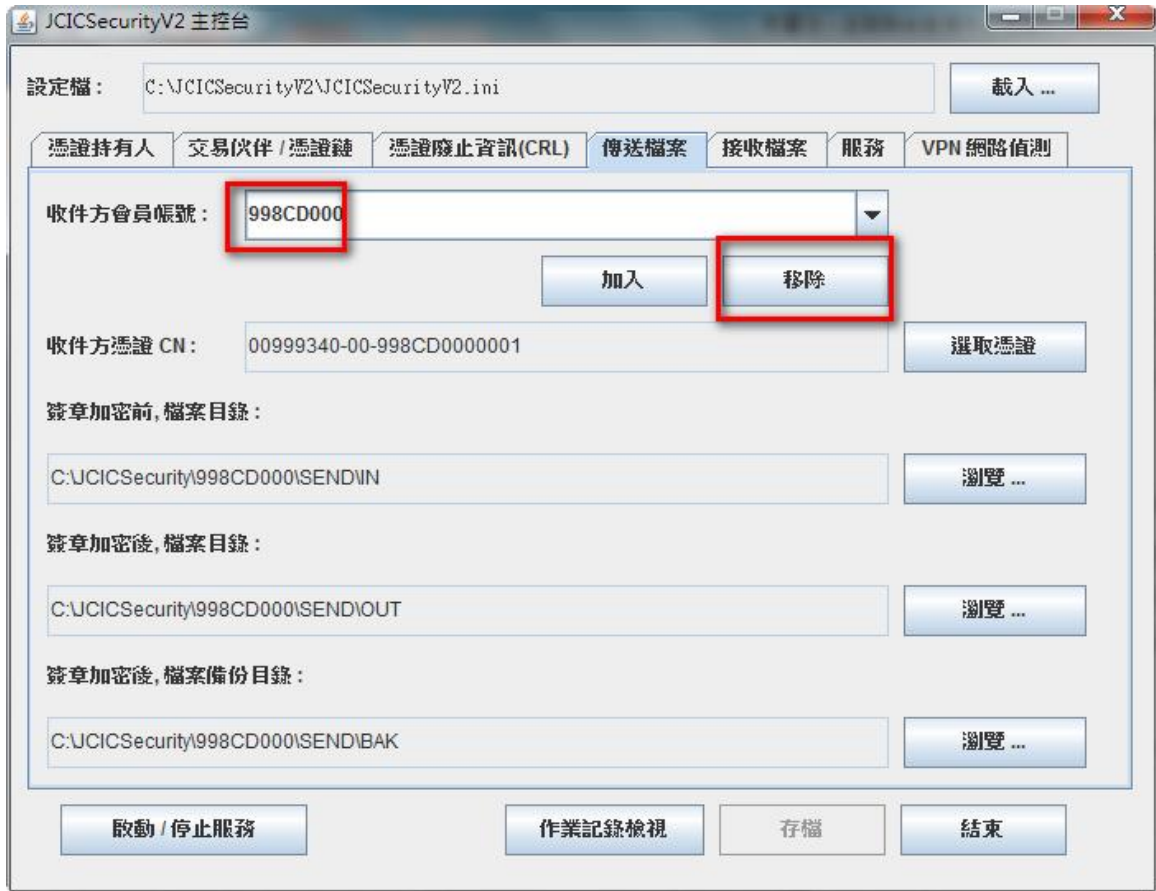 JCICSecurityV2 主控台
設定檔： C:\JCICSecurityV2\JCICSecurityV2.ini 載入 ...
憑證持有人 交易伙伴 / 憑證鏈 憑證廢止資訊(CRL) 傳送檔案 接收檔案 服務 VPN 網路偵測
收件方會員帳號： 998CD000
加入 移除
收件方憑證 CN： 00999340-00-998CD0000001 選取憑證
簽章加密前, 檔案目錄：
C:\JCICSecurity\998CD000\SEND\IN 瀏覽 ...
簽章加密後, 檔案目錄：
C:\JCICSecurity\998CD000\SEND\OUT 瀏覽 ...
簽章加密後, 檔案備份目錄：
C:\JCICSecurity\998CD000\SEND\BAK 瀏覽 ...
啟動 / 停止服務 作業記錄檢視 存檔 結束